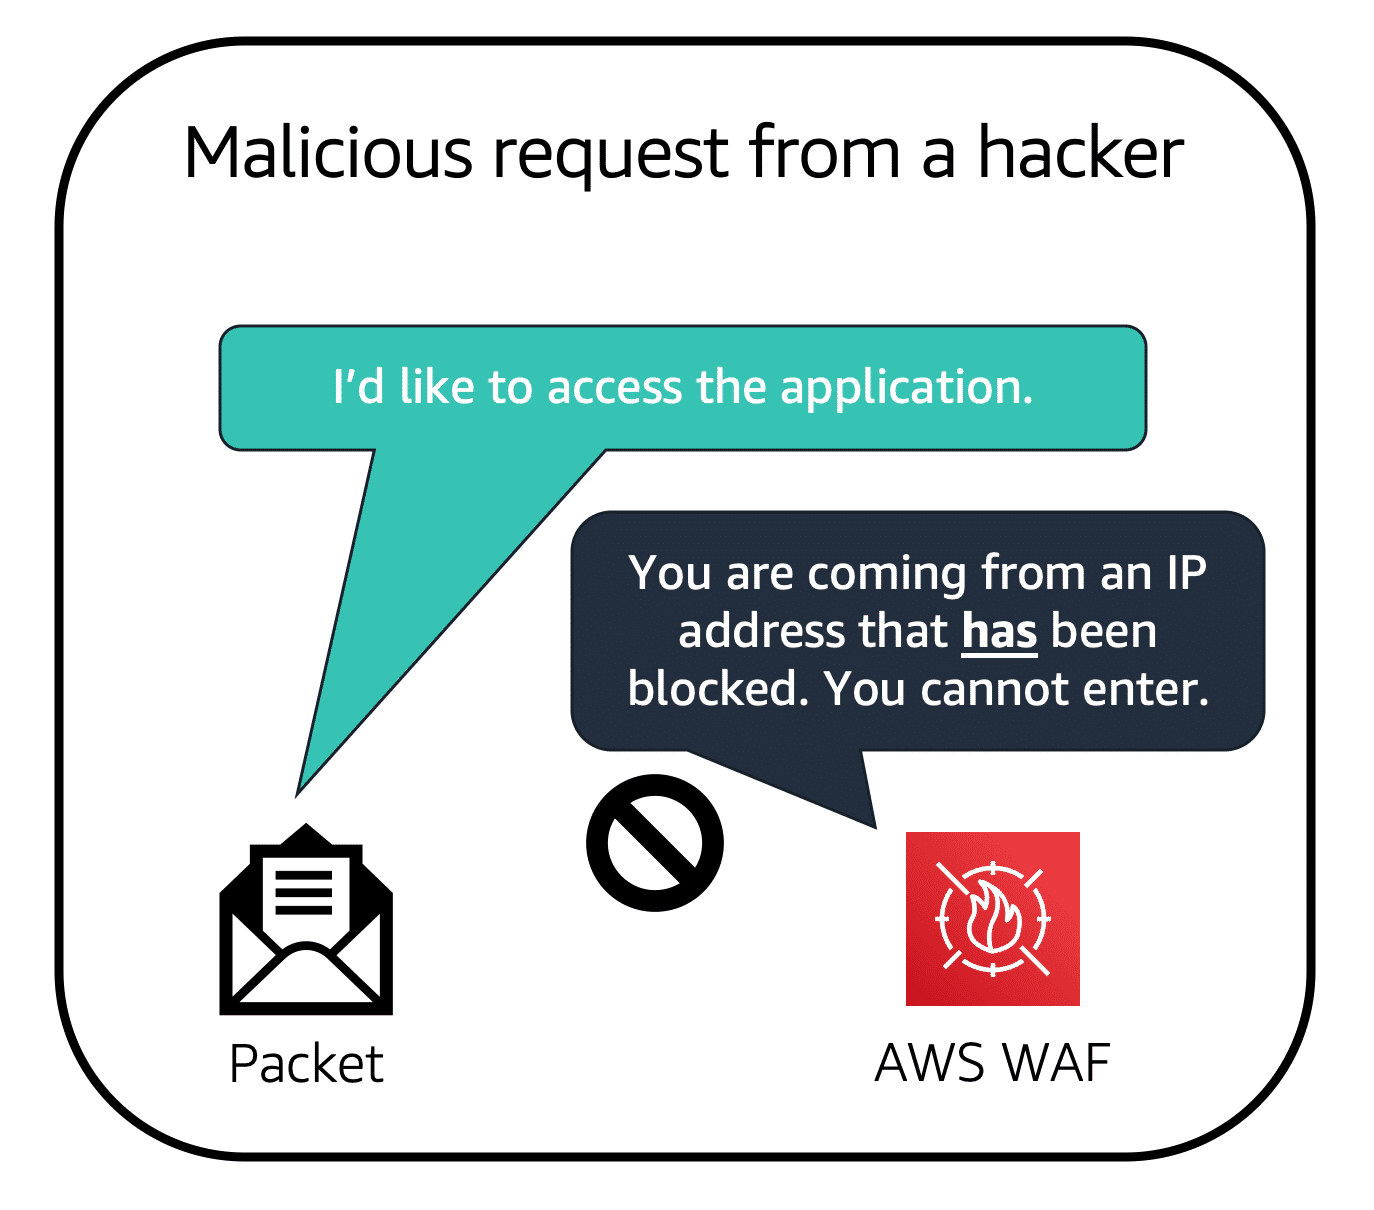 Malicious request from a hacker
I’d like to access the application.
You are coming from an IP
address that has been
blocked. You cannot enter.
Packet
AWS WAF